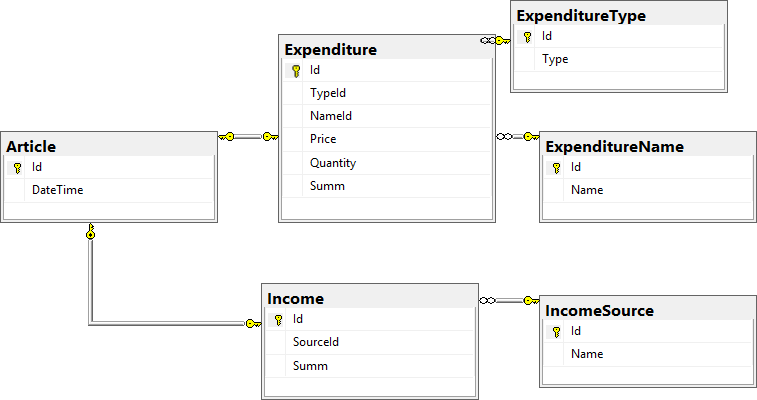 ExpenditureType
Id
Type
Expenditure
Id
TypeId
NameId
Price
Quantity
Summ
Article
Id
DateTime
ExpenditureName
Id
Name
Income
Id
SourceId
Summ
IncomeSource
Id
Name